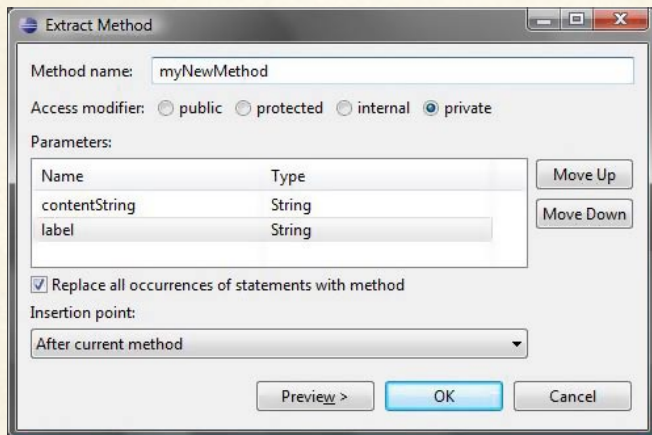 Extract Method
Method name: myNewMethod
Access modifier: public protected internal private
Parameters:
Name Type
contentString String
label String
Move Up
Move Down
Replace all occurrences of statements with method
Insertion point:
After current method
Preview >
OK
Cancel